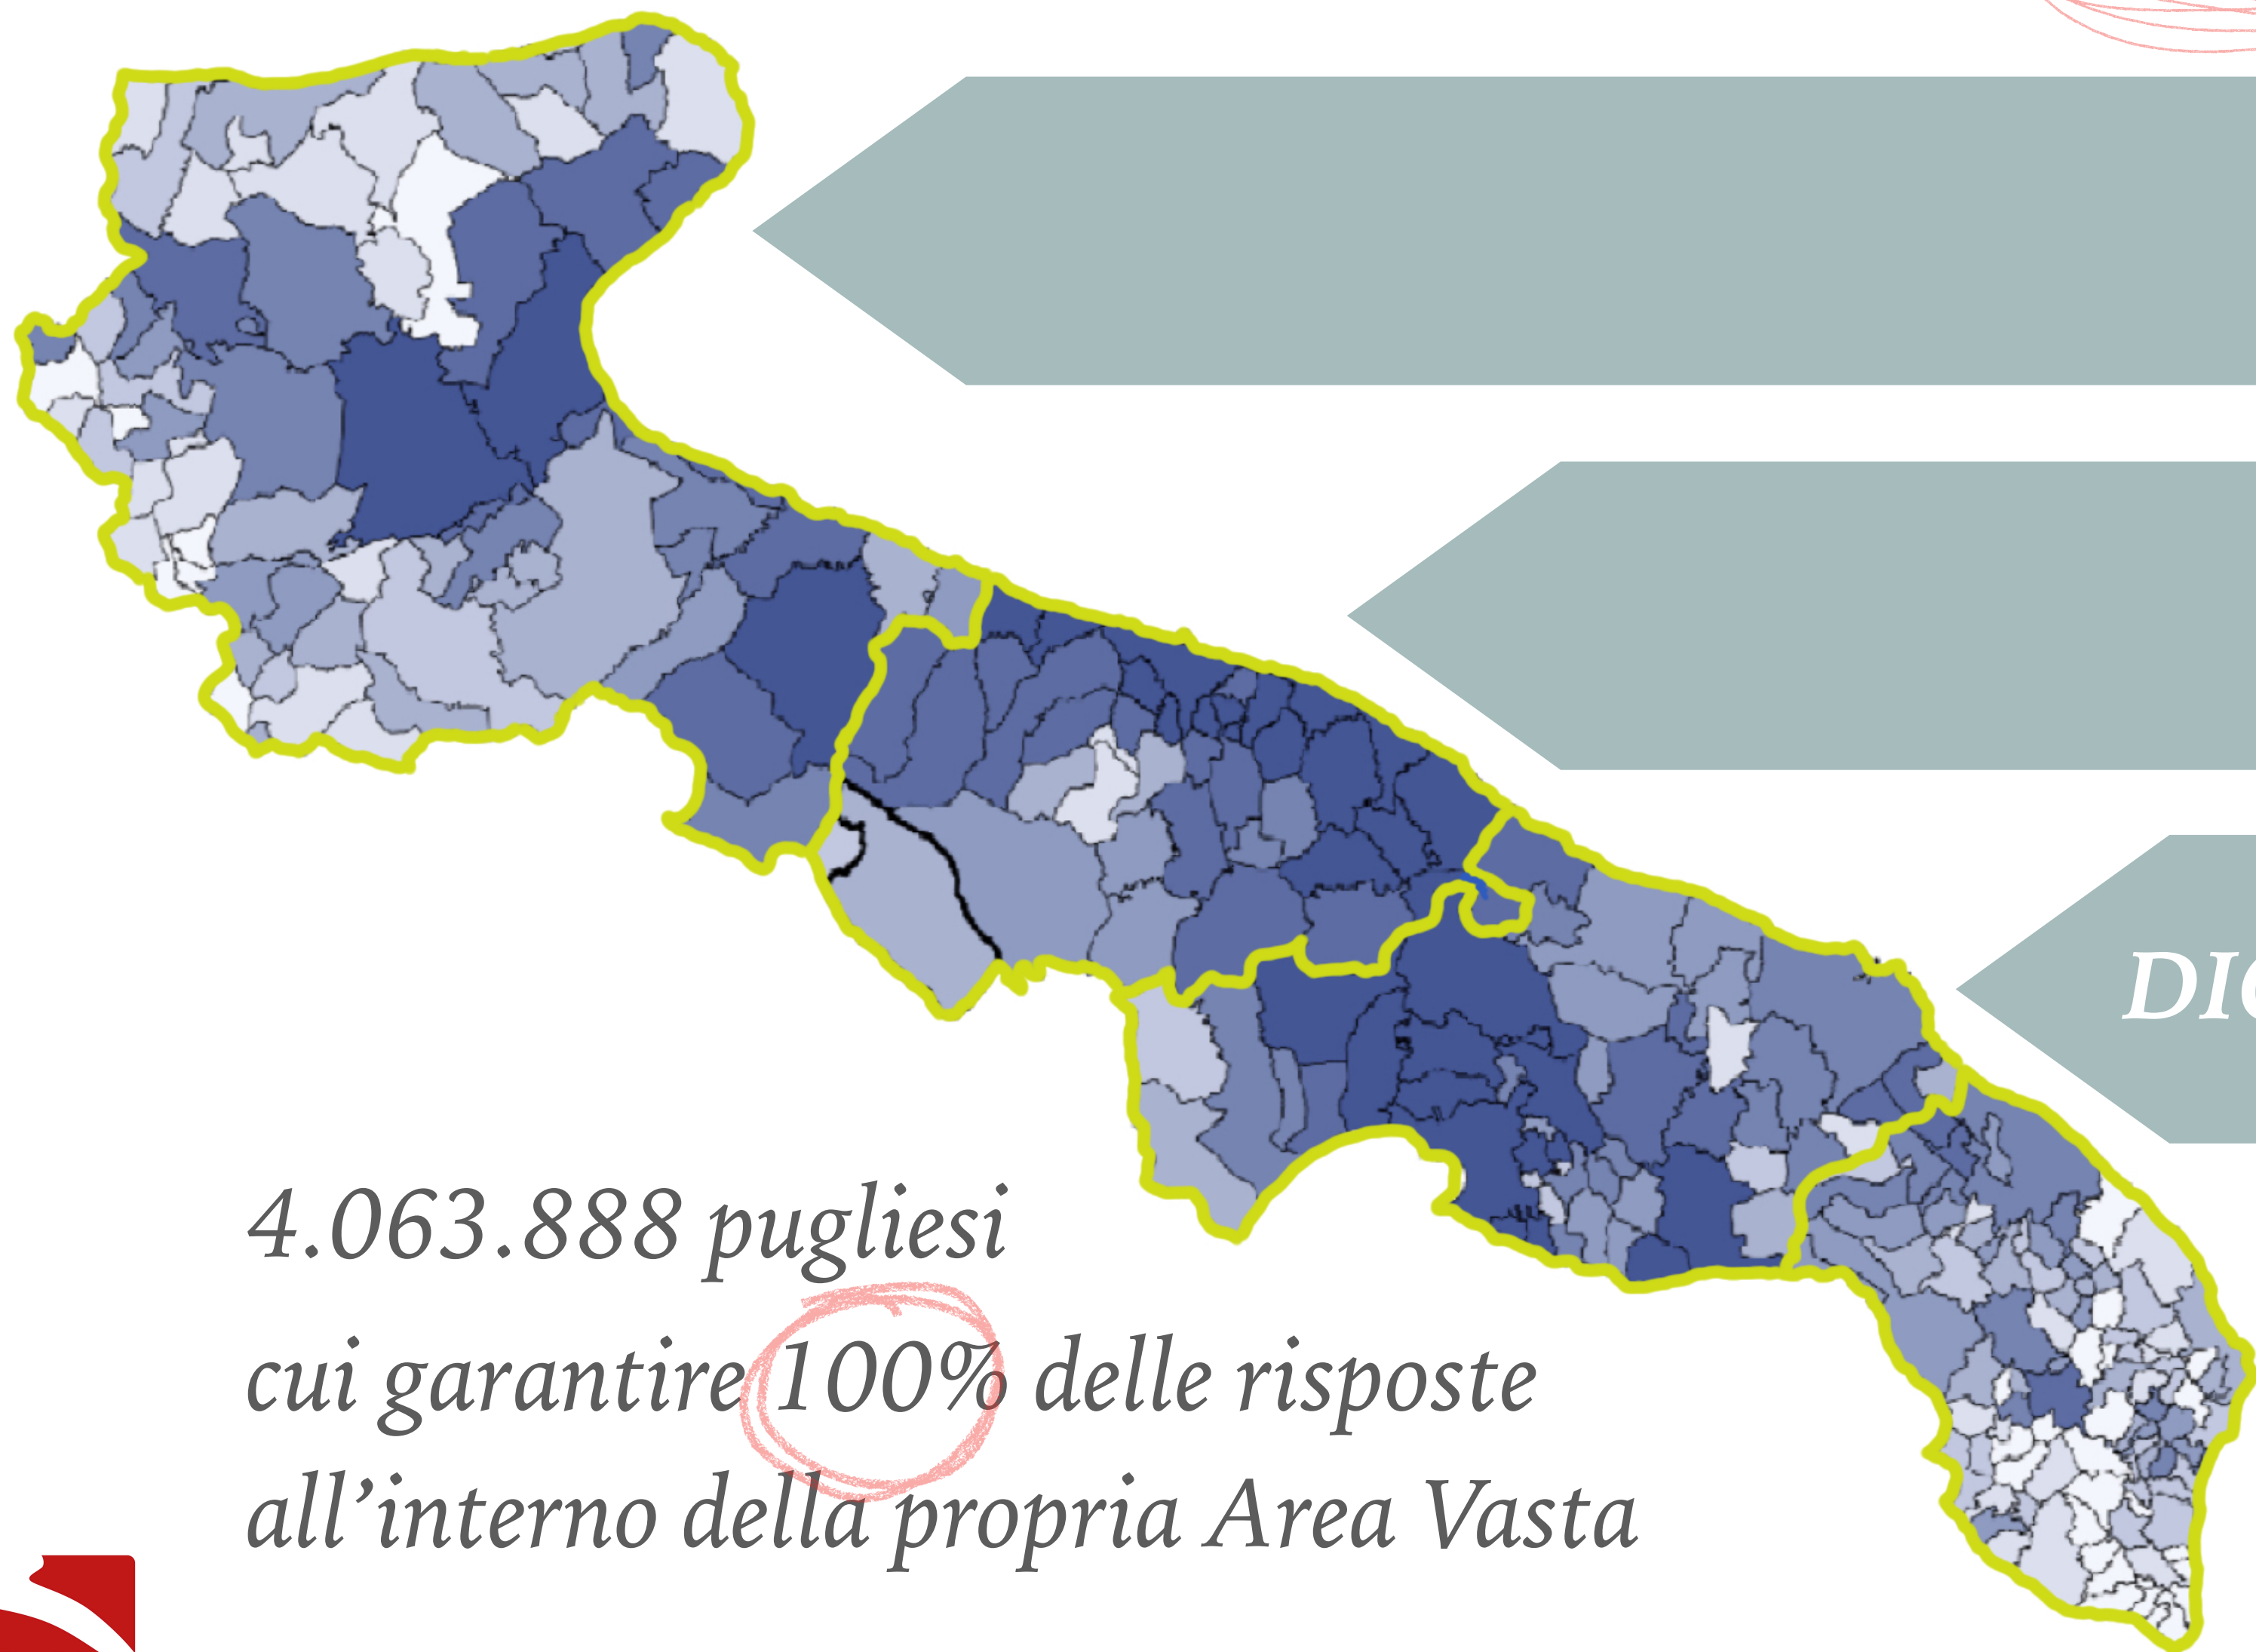 4.063.888 pugliesi
cui garantire 100% delle risposte
all’interno della propria Area Vasta